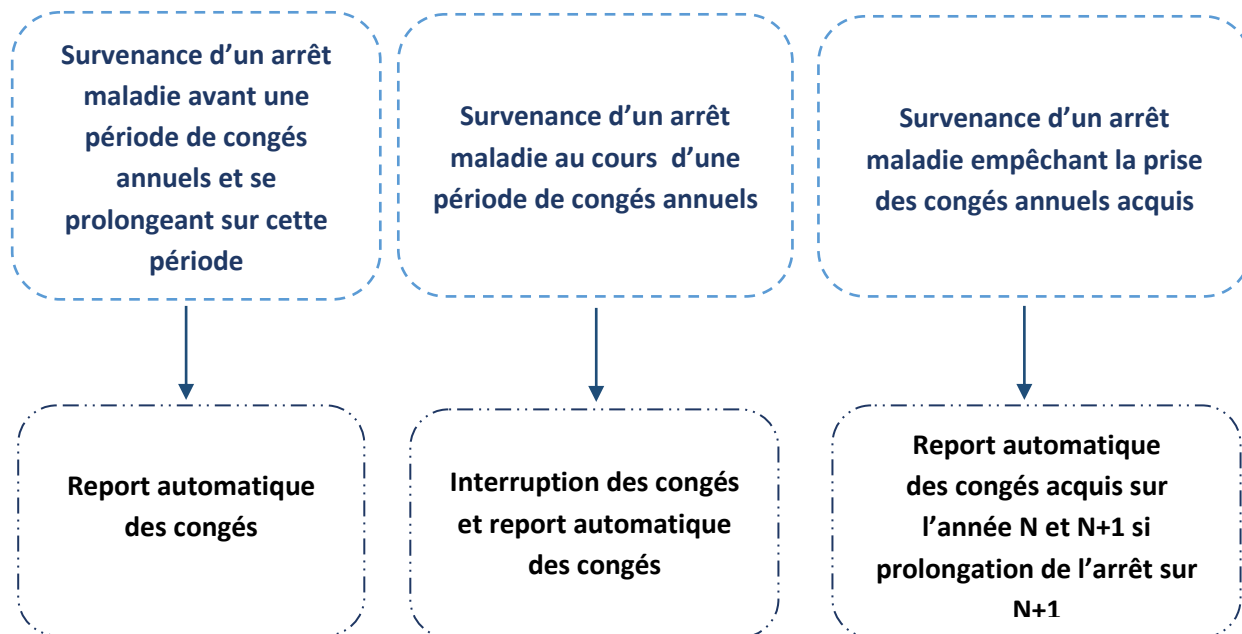 Survenance d’un arrêt
maladie avant une
période de congés
annuels et se
prolongeant sur cette
période
Survenance d’un arrêt
maladie au cours  d’une
période de congés annuels
Survenance d’un arrêt
maladie empêchant la prise
des congés annuels acquis
Report automatique
des congés
Interruption des congés
et report automatique
des congés
Report automatique
des congés acquis sur
l’année N et N+1 si
prolongation de l’arrêt sur
N+1